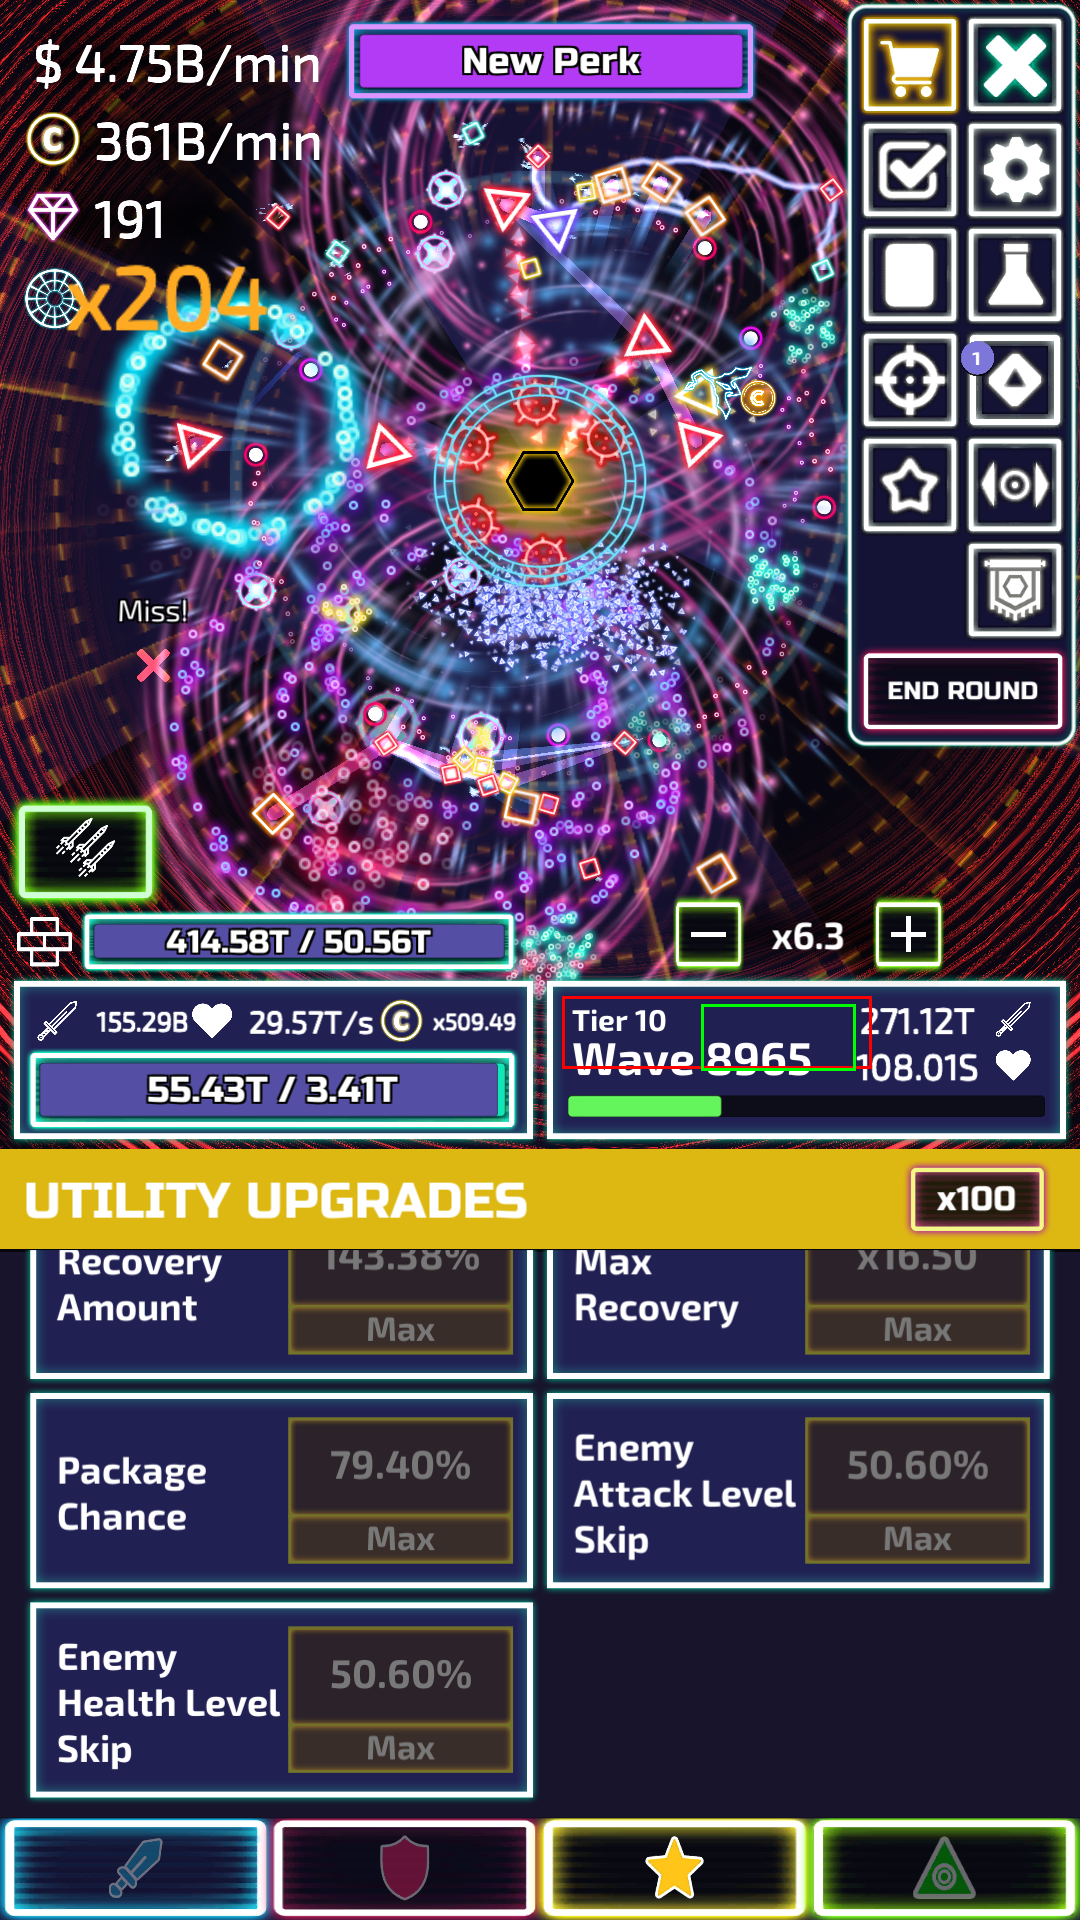 $ 4.75B/min
New Perk
C 361B/min
191
x204
C
1
Miss!
END ROUND
414.58T / 50.56T
x6.3
155.29B 29.57T/s C x509.49
55.43T / 3.41T
Tier 10
271.12T
Wave 8965
108.01S
UTILITY UPGRADES
x100
Recovery Amount
143.38%
Max
Max Recovery
x16.50
Max
Package Chance
79.40%
Max
Enemy Attack Level Skip
50.60%
Max
Enemy Health Level Skip
50.60%
Max